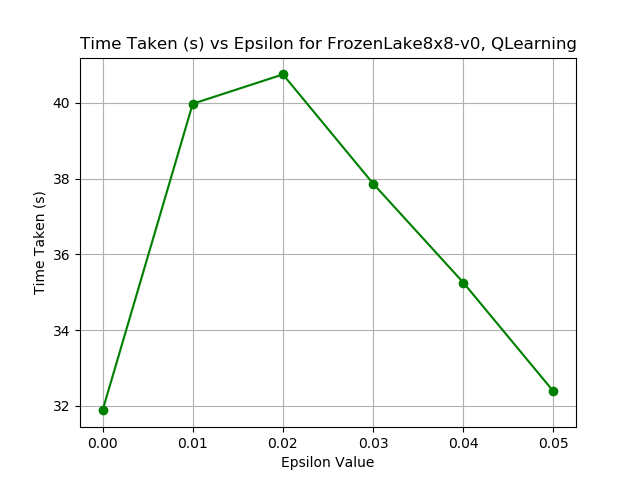 Time Taken (s) vs Epsilon for FrozenLake8x8-v0, QLearning
Time Taken (s)
40
38
36
34
32
0.00 0.01 0.02 0.03 0.04 0.05
Epsilon Value